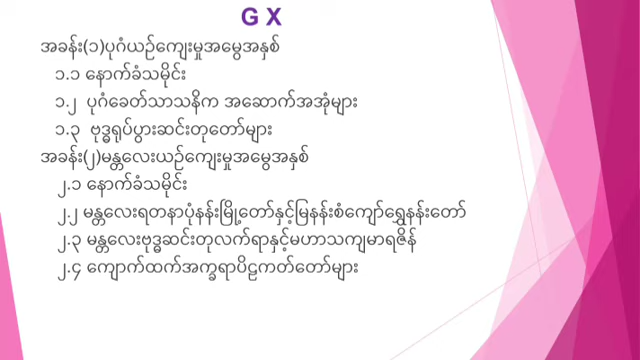 G X
အခန်း(၁)ပုဂံယဉ်ကျေးမှုအမွေအနှစ်
၁.၁ နောက်ခံသမိုင်း
၁.၂ ပုဂံခေတ်သာသနိက အဆောက်အအုံများ
၁.၃ ဗုဒ္ဓရုပ်ပွားဆင်းတုတော်များ
အခန်း(၂)မန္တလေးယဉ်ကျေးမှုအမွေအနှစ်
၂.၁ နောက်ခံသမိုင်း
၂.၂ မန္တလေးရတနာပုံနန်းမြို့တော်နှင့်မြနန်းစံကျော်ရွှေနန်းတော်
၂.၃ မန္တလေးဗုဒ္ဓဆင်းတုလက်ရာနှင့်မဟာသကျမာရဇိန်
၂.၄ ကျောက်ထက်အက္ခရာပိဋကတ်တော်များ